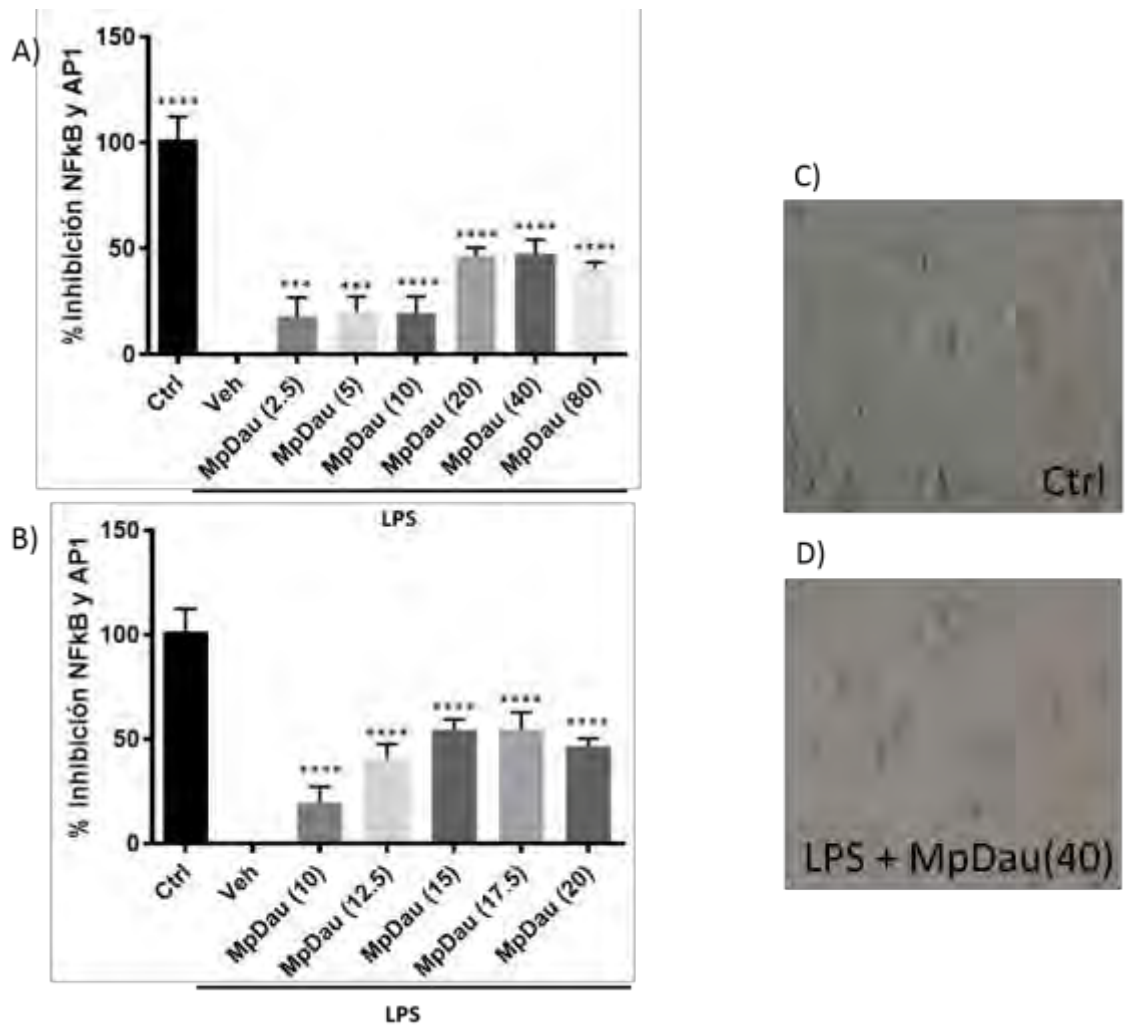 A)
% Inhibición NFkB y AP1
150
100
50
0
****
***
***
****
****
****
****
Ctrl
Veh
MpDau (2.5)
MpDau (5)
MpDau (10)
MpDau (20)
MpDau (40)
MpDau (80)
LPS
B)
% Inhibición NFkB y AP1
150
100
50
0
****
****
****
****
****
Ctrl
Veh
MpDau (10)
MpDau (12.5)
MpDau (15)
MpDau (17.5)
MpDau (20)
LPS
C)
Ctrl
D)
LPS + MpDau(40)